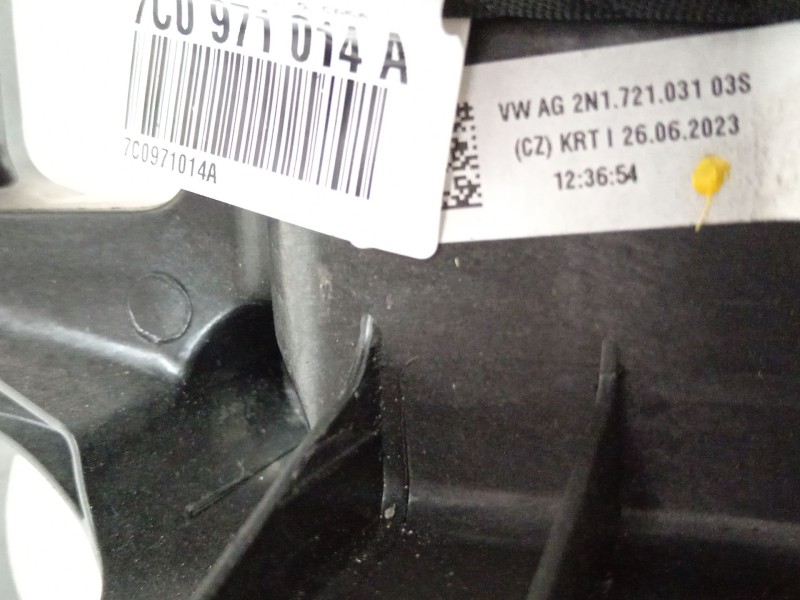 7C0 971 014 A
7C0971014A
VW AG 2N1.721.031 03S
(CZ) KRT I 26.06.2023
12:36:54